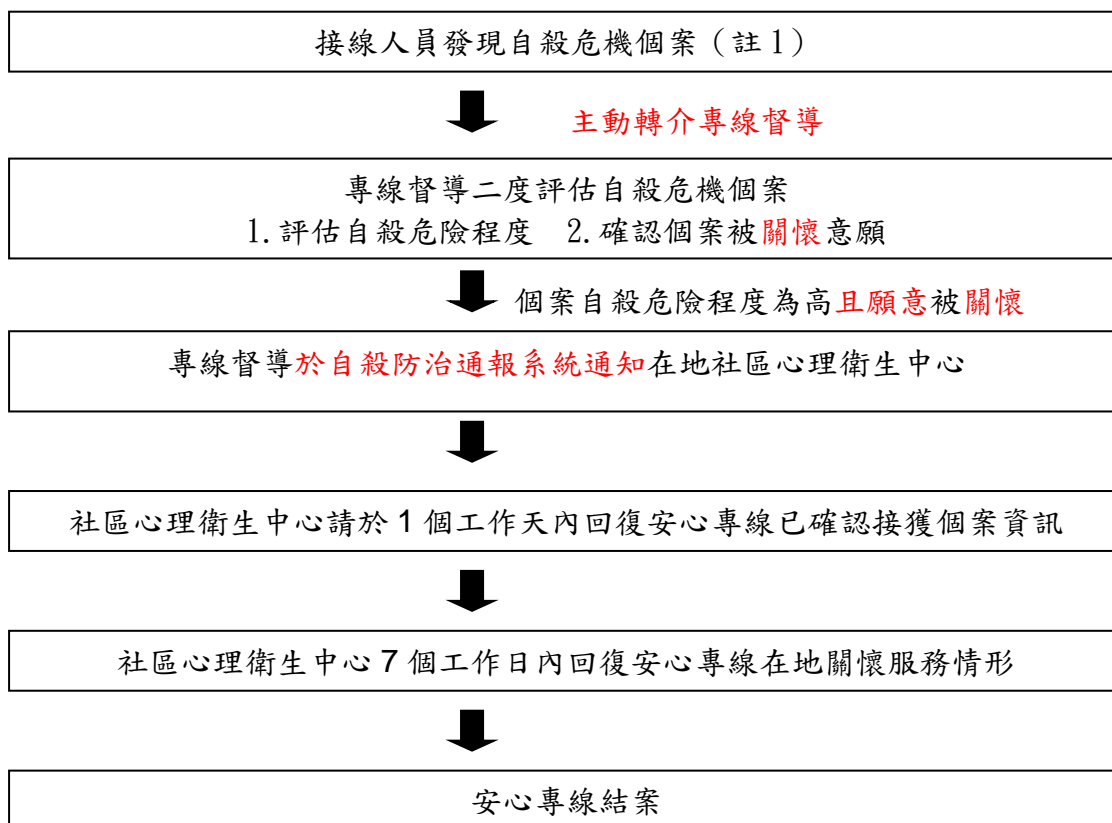 接線人員發現自殺危機個案（註1）
主動轉介專線督導
專線督導二度評估自殺危機個案
1.評估自殺危險程度　2.確認個案被關懷意願
個案自殺危險程度為高且願意被關懷
專線督導於自殺防治通報系統通知在地社區心理衛生中心
社區心理衛生中心請於1個工作天內回復安心專線已確認接獲個案資訊
社區心理衛生中心7個工作日內回復安心專線在地關懷服務情形
安心專線結案